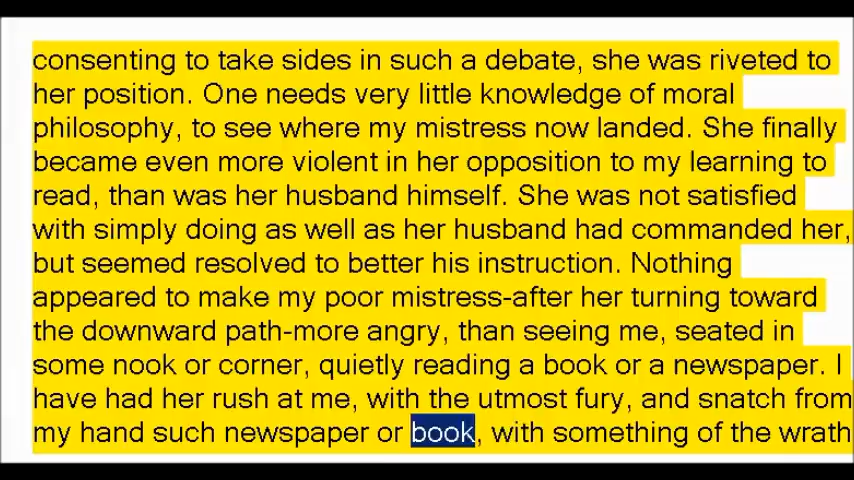 consenting to take sides in such a debate, she was riveted to
her position. One needs very little knowledge of moral
philosophy, to see where my mistress now landed. She finally
became even more violent in her opposition to my learning to
read, than was her husband himself. She was not satisfied
with simply doing as well as her husband had commanded her,
but seemed resolved to better his instruction. Nothing
appeared to make my poor mistress-after her turning toward
the downward path-more angry, than seeing me, seated in
some nook or corner, quietly reading a book or a newspaper. I
have had her rush at me, with the utmost fury, and snatch from
my hand such newspaper or book, with something of the wrath